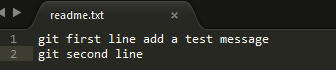 readme.txt ×
1 git first line add a test message
2 git second line